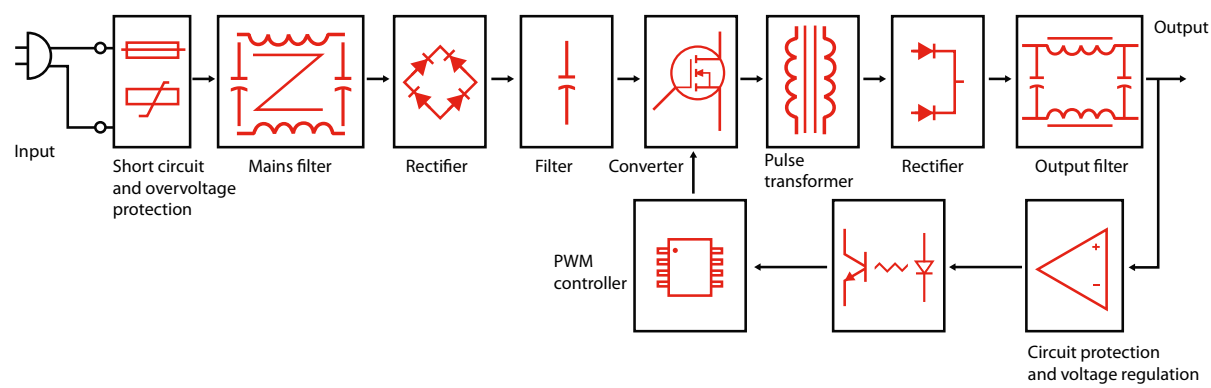 Output
Input
Short circuit
and overvoltage
protection
Mains filter
Rectifier
Filter
Converter
Pulse
transformer
Rectifier
Output filter
PWM
controller
+
−
Circuit protection
and voltage regulation